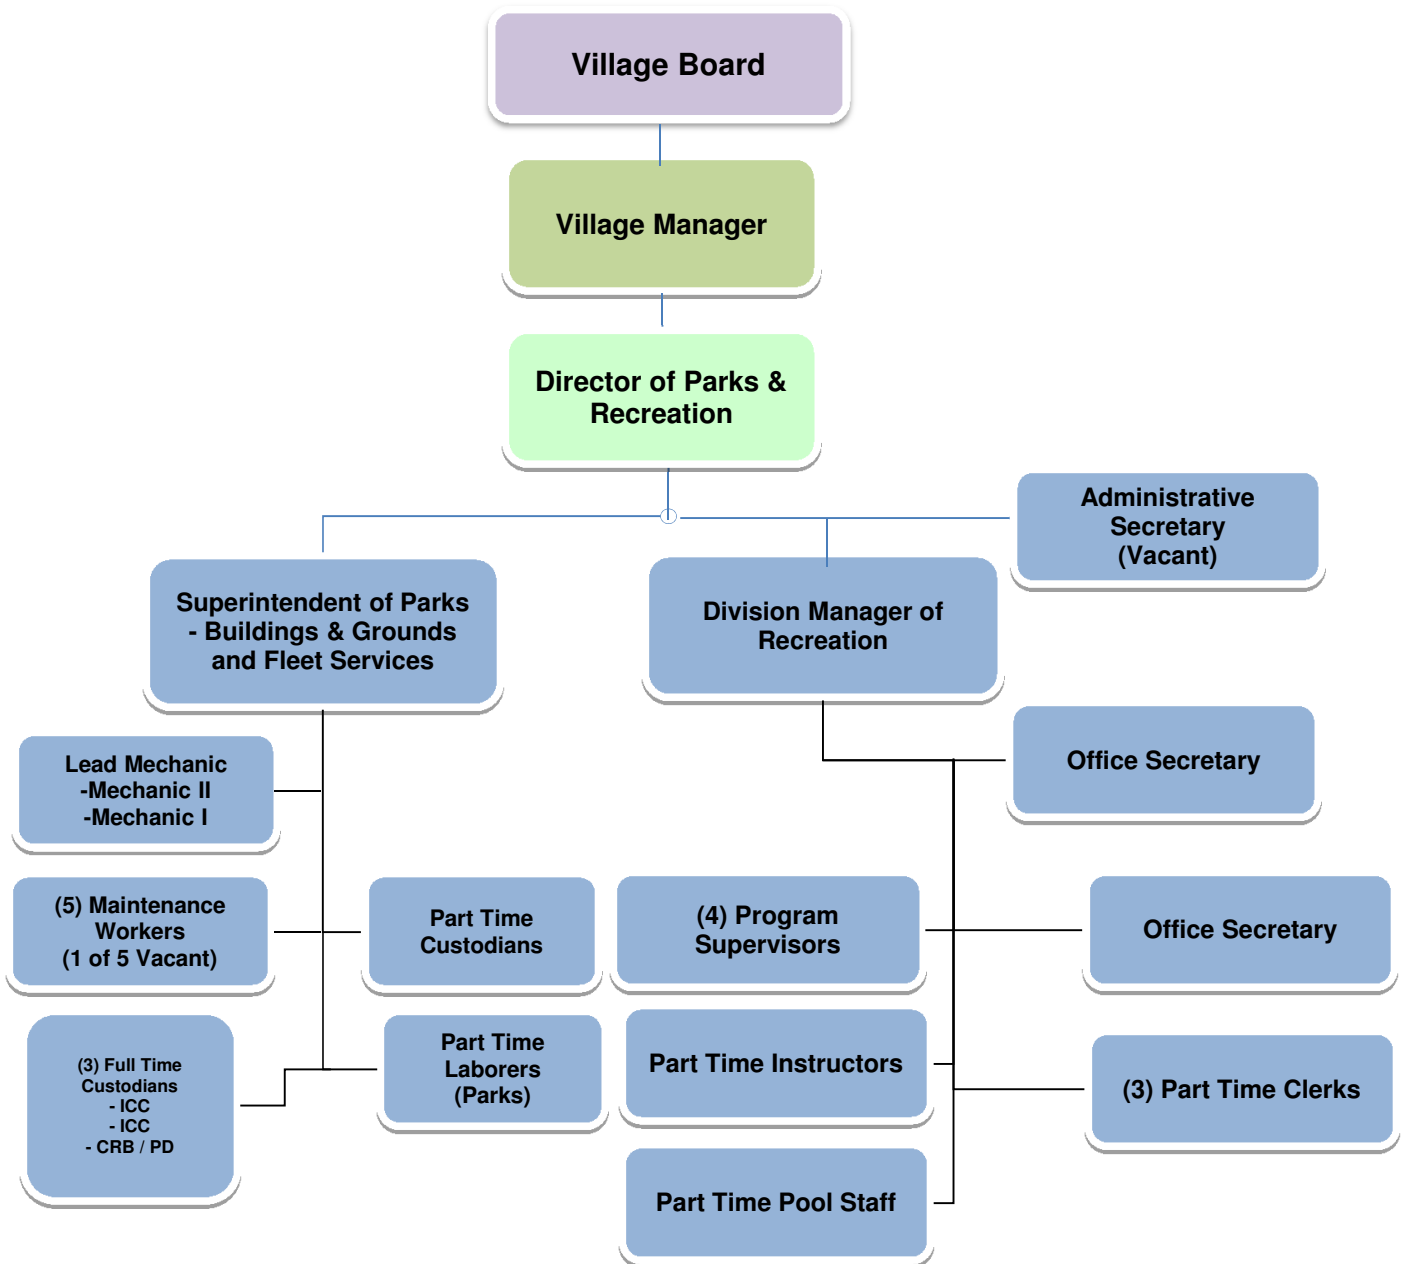 Village Board
Village Manager
Director of Parks &
Recreation
Administrative
Secretary
(Vacant)
Superintendent of Parks
- Buildings & Grounds
and Fleet Services
Division Manager of
Recreation
Lead Mechanic
-Mechanic II
-Mechanic I
Office Secretary
(5) Maintenance
Workers
(1 of 5 Vacant)
Part Time
Custodians
(4) Program
Supervisors
Office Secretary
(3) Full Time
Custodians
- ICC
- ICC
- CRB / PD
Part Time
Laborers
(Parks)
Part Time Instructors
(3) Part Time Clerks
Part Time Pool Staff